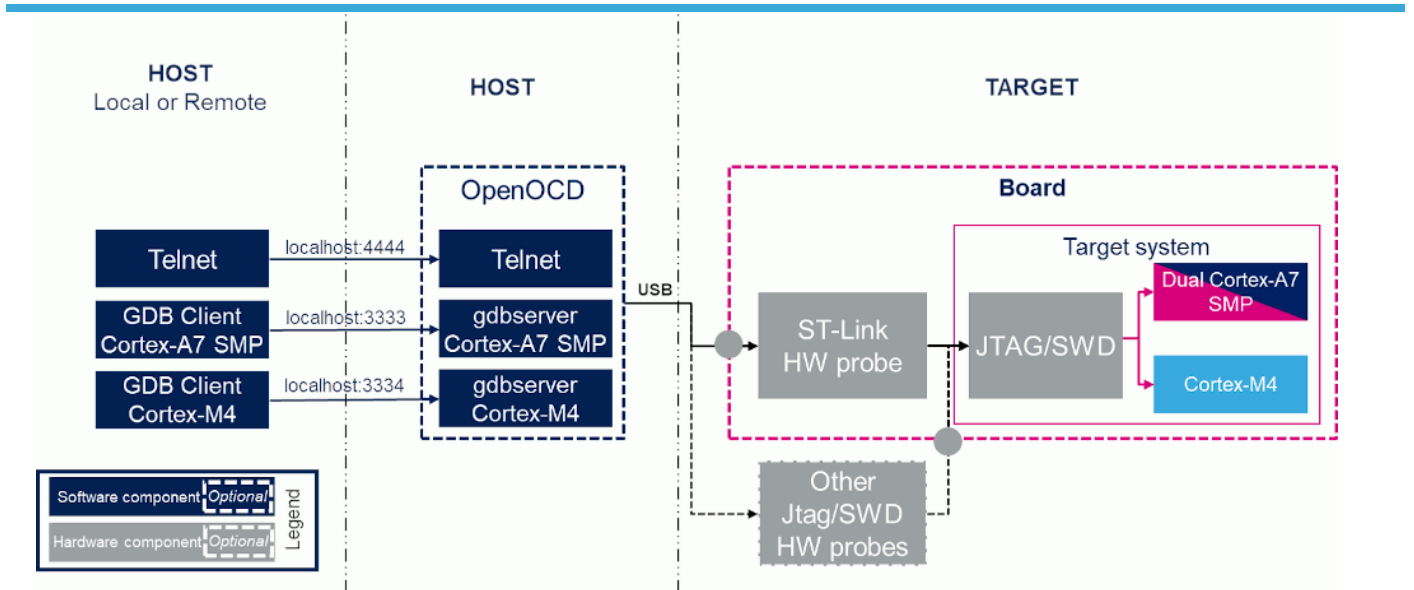 HOST
Local or Remote
HOST
TARGET
OpenOCD
Board
Target system
Telnet
localhost:4444
Telnet
GDB Client
Cortex-A7 SMP
localhost:3333
gdbserver
Cortex-A7 SMP
GDB Client
Cortex-M4
localhost:3334
gdbserver
Cortex-M4
USB
ST-Link
HW probe
JTAG/SWD
Dual Cortex-A7
SMP
Cortex-M4
Other
Jtag/SWD
HW probes
Software component
Optional
Hardware component
Optional
Legend